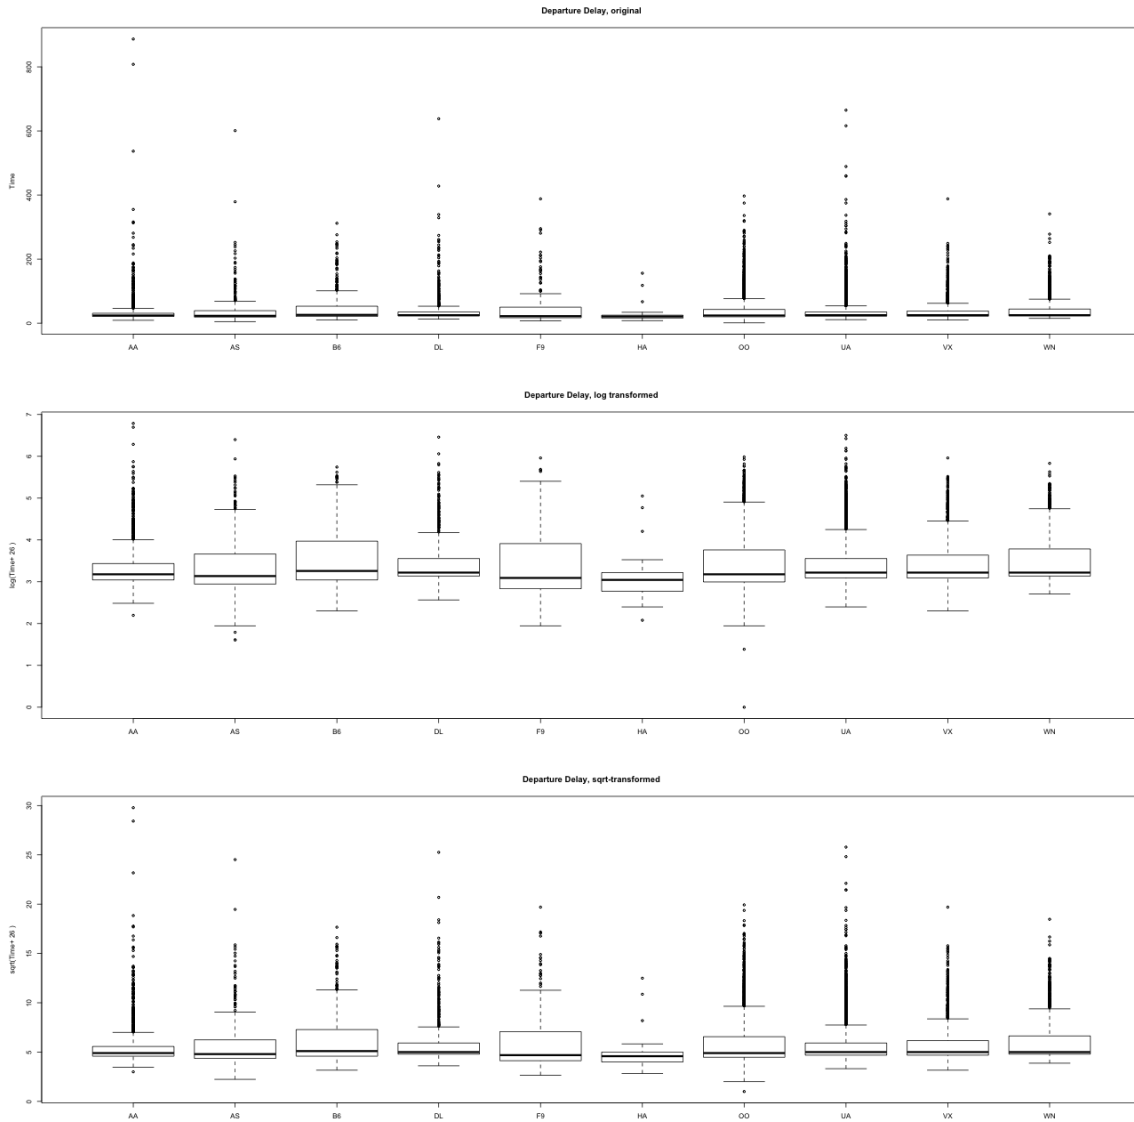 Departure Delay, original
Time
800
600
400
200
0
AA AS B6 DL F9 HA OO UA VX WN
Departure Delay, log transformed
log(Time+ 26 )
7
6
5
4
3
2
1
0
AA AS B6 DL F9 HA OO UA VX WN
Departure Delay, sqrt-transformed
sqrt(Time+ 26 )
30
25
20
15
10
5
0
AA AS B6 DL F9 HA OO UA VX WN